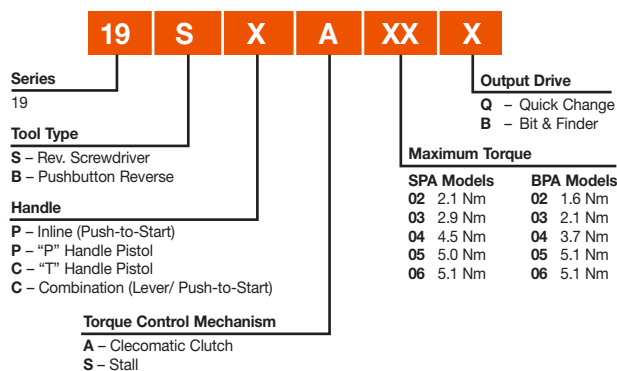 19 S X A XX X
Series
19
Tool Type
S – Rev. Screwdriver
B – Pushbutton Reverse
Handle
P – Inline (Push-to-Start)
P – “P” Handle Pistol
C – “T” Handle Pistol
C – Combination (Lever/ Push-to-Start)
Torque Control Mechanism
A – Clecomatic Clutch
S – Stall
Output Drive
Q – Quick Change
B – Bit & Finder
Maximum Torque
SPA Models BPA Models
02 2.1 Nm 02 1.6 Nm
03 2.9 Nm 03 2.1 Nm
04 4.5 Nm 04 3.7 Nm
05 5.0 Nm 05 5.1 Nm
06 5.1 Nm 06 5.1 Nm